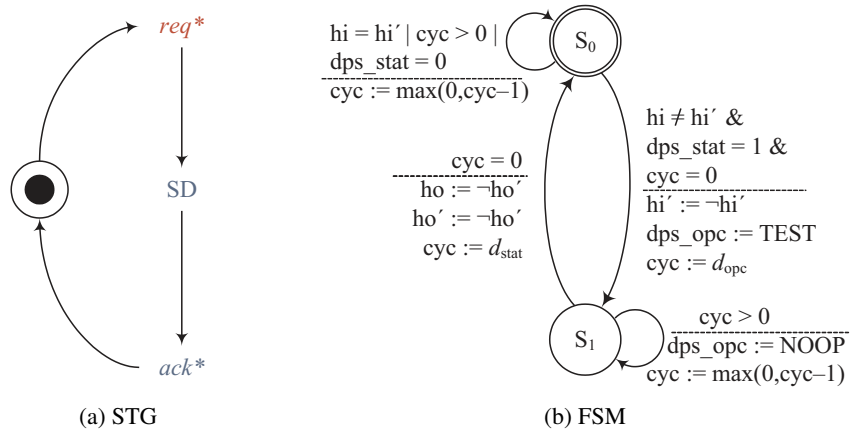 req*
SD
ack*
(a) STG
hi = hi´ | cyc > 0 |
dps_stat = 0
cyc := max(0,cyc–1)
S0
hi ≠ hi´ &
dps_stat = 1 &
cyc = 0
hi´ := ¬hi´
dps_opc := TEST
cyc := dopc
cyc = 0
ho := ¬ho´
ho´ := ¬ho´
cyc := dstat
S1
cyc > 0
dps_opc := NOOP
cyc := max(0,cyc–1)
(b) FSM